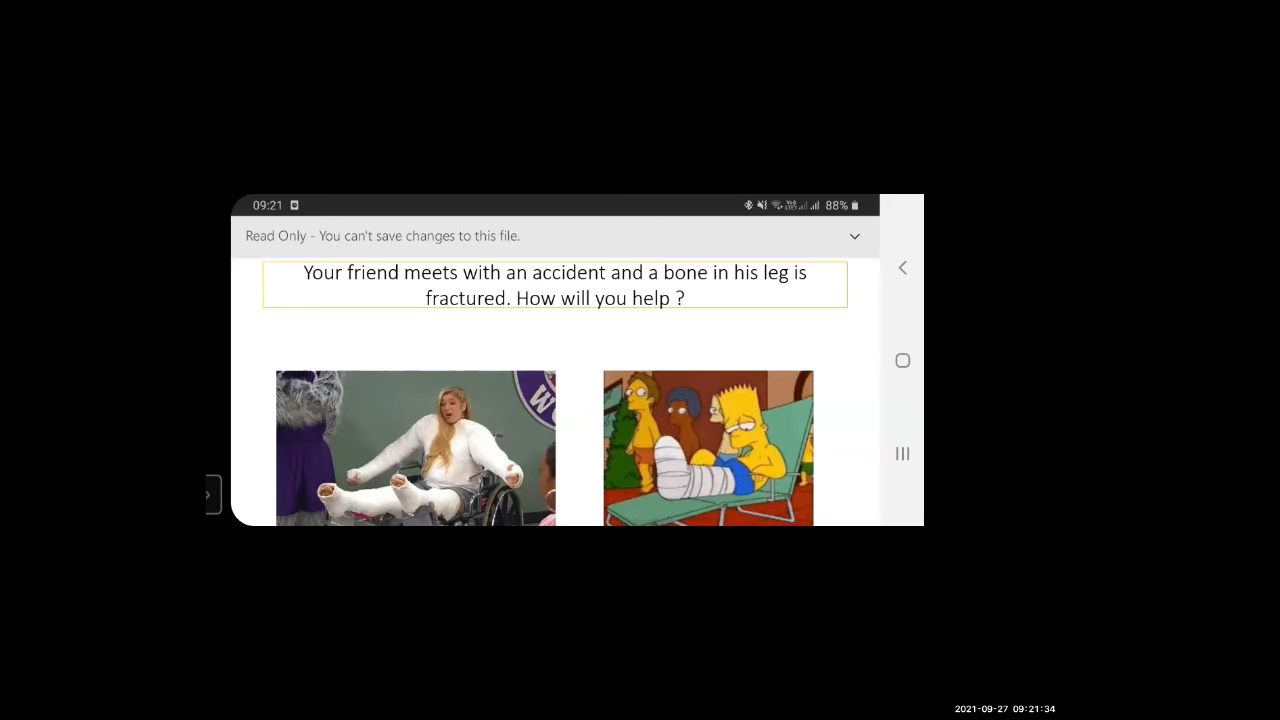 09:21
88%
Read Only - You can't save changes to this file.
Your friend meets with an accident and a bone in his leg is
fractured. How will you help ?
W
2021-09-27 09:21:34